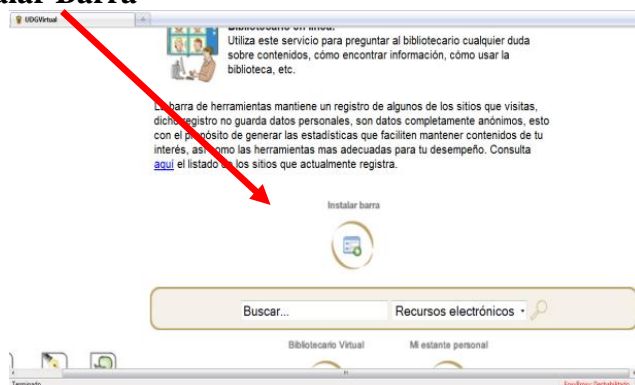 Barra
UDGVirtual
Utiliza este servicio para preguntar al bibliotecario cualquier duda
sobre contenidos, cómo encontrar información, cómo usar la
biblioteca, etc.
La barra de herramientas mantiene un registro de algunos de los sitios que visitas,
dicho registro no guarda datos personales, son datos completamente anónimos, esto
con el propósito de generar las estadísticas que faciliten mantener contenidos de tu
interés, así como las herramientas mas adecuadas para tu desempeño. Consulta
aquí el listado de los sitios que actualmente registra.
Instalar barra
Buscar...
Recursos electrónicos
Bibliotecario Virtual
Mi estante personal
Terminado